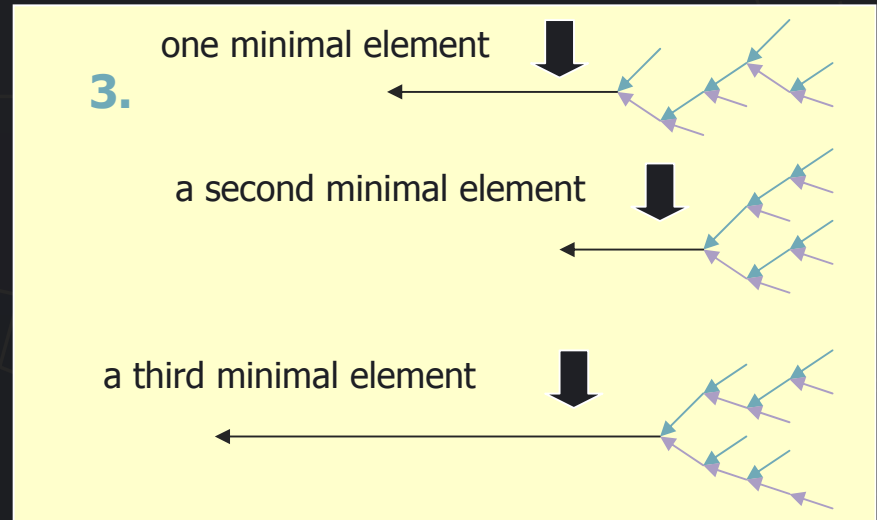 one minimal element
3.
a second minimal element
a third minimal element